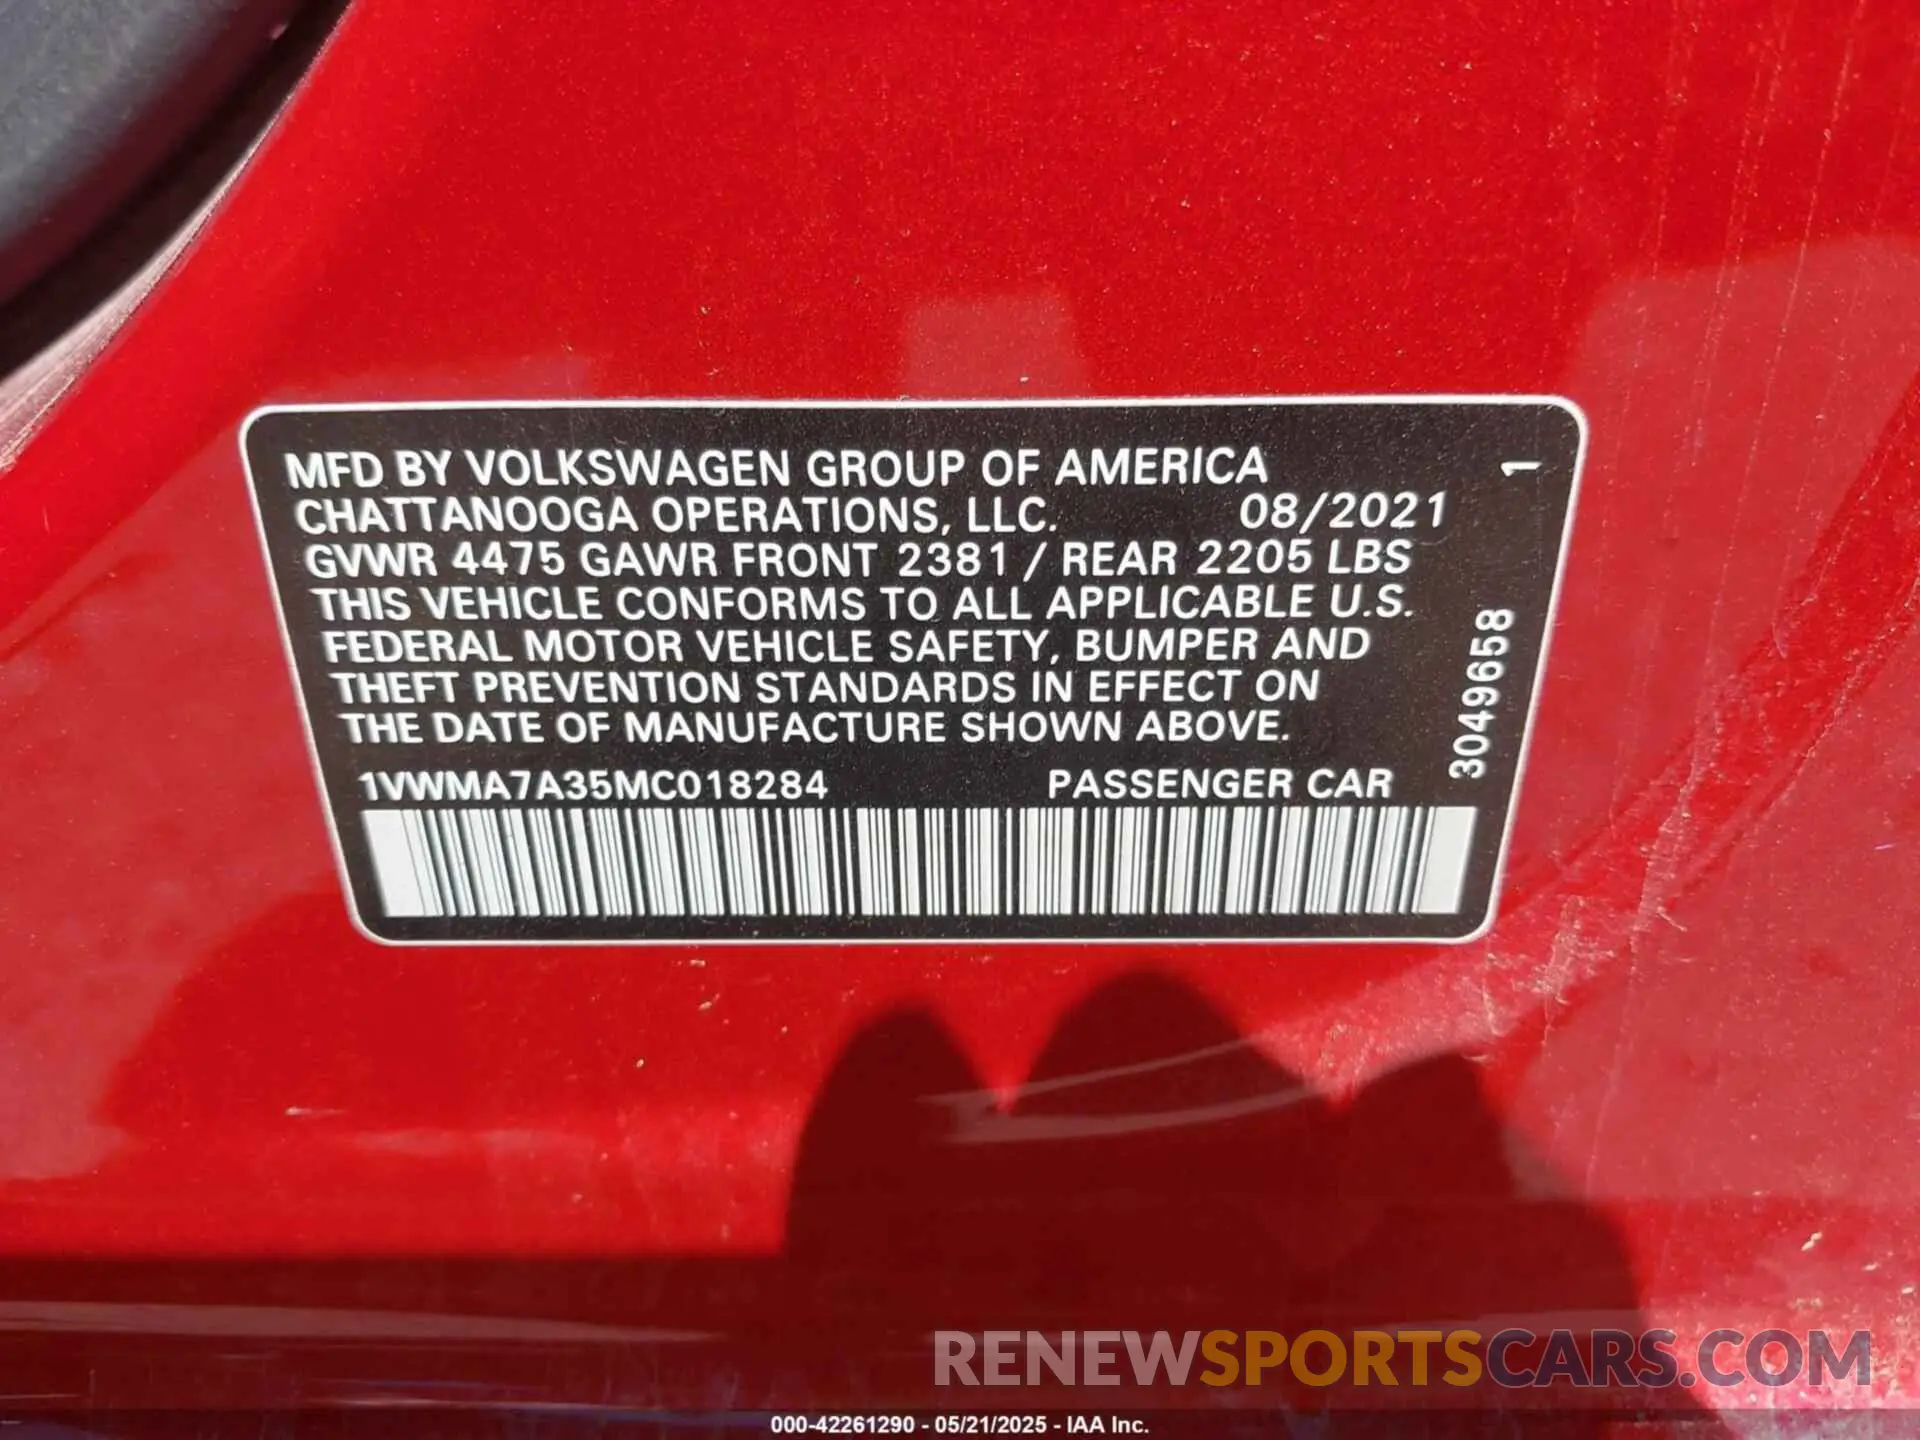 MFD BY VOLKSWAGEN GROUP OF AMERICA 1
CHATTANOOGA OPERATIONS, LLC. 08/2021
GVWR 4475 GAWR FRONT 2381 / REAR 2205 LBS
THIS VEHICLE CONFORMS TO ALL APPLICABLE U.S.
FEDERAL MOTOR VEHICLE SAFETY, BUMPER AND
THEFT PREVENTION STANDARDS IN EFFECT ON
THE DATE OF MANUFACTURE SHOWN ABOVE.
3049658
1VWMA7A35MC018284 PASSENGER CAR
RENEWSPORTSCARS.COM
000-42261290 - 05/21/2025 - IAA Inc.